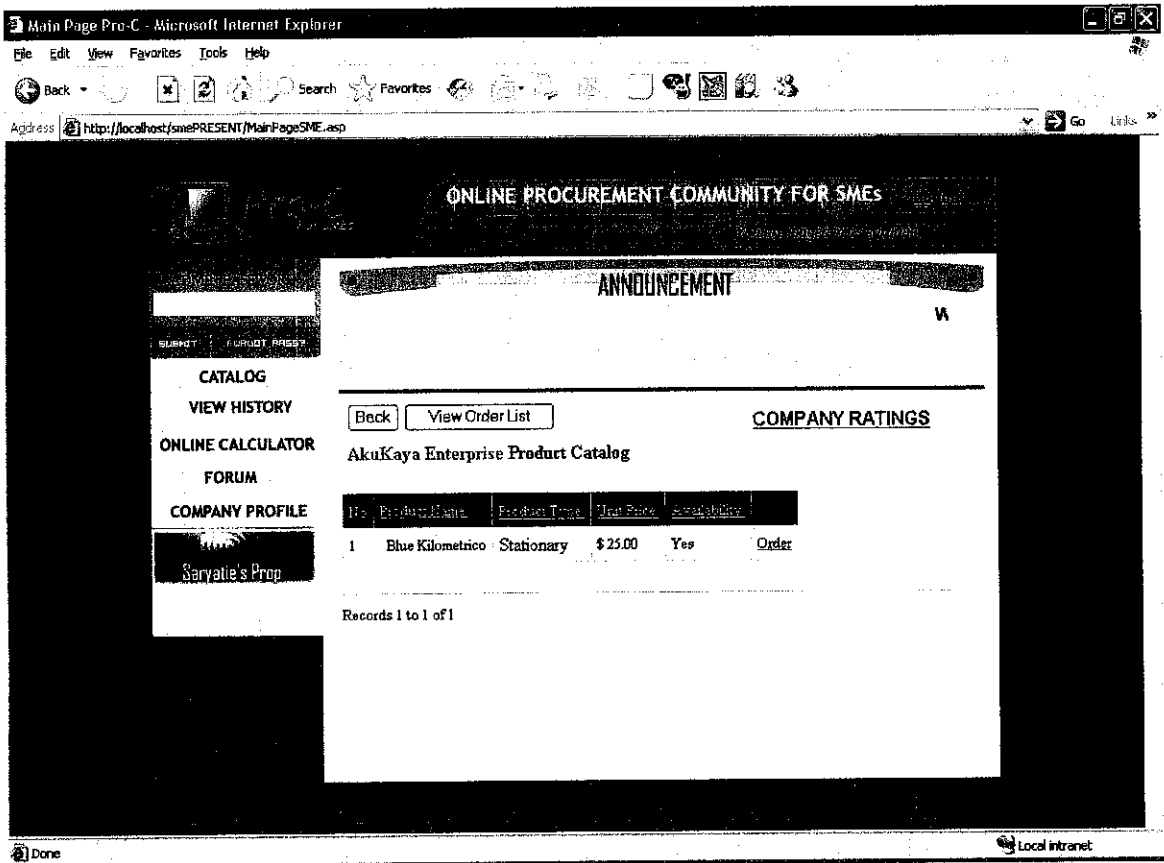 Main Page Pro-C - Microsoft Internet Explorer
File Edit View Favorites Tools Help
Back Search Favorites
Address http://localhost/smePRESENT/MainPageSME.asp Go Links »
ONLINE PROCUREMENT COMMUNITY FOR SMEs
ANNOUNCEMENT
SUBMIT FORGOT PASS?
CATALOG
VIEW HISTORY
ONLINE CALCULATOR
FORUM
COMPANY PROFILE
Saryatie's Prop
Back View Order List COMPANY RATINGS
AkuKaya Enterprise Product Catalog
No Product Name Product Type Unit Price Availability
1 Blue Kilometrico Stationary $ 25.00 Yes Order
Records 1 to 1 of 1
Done Local intranet